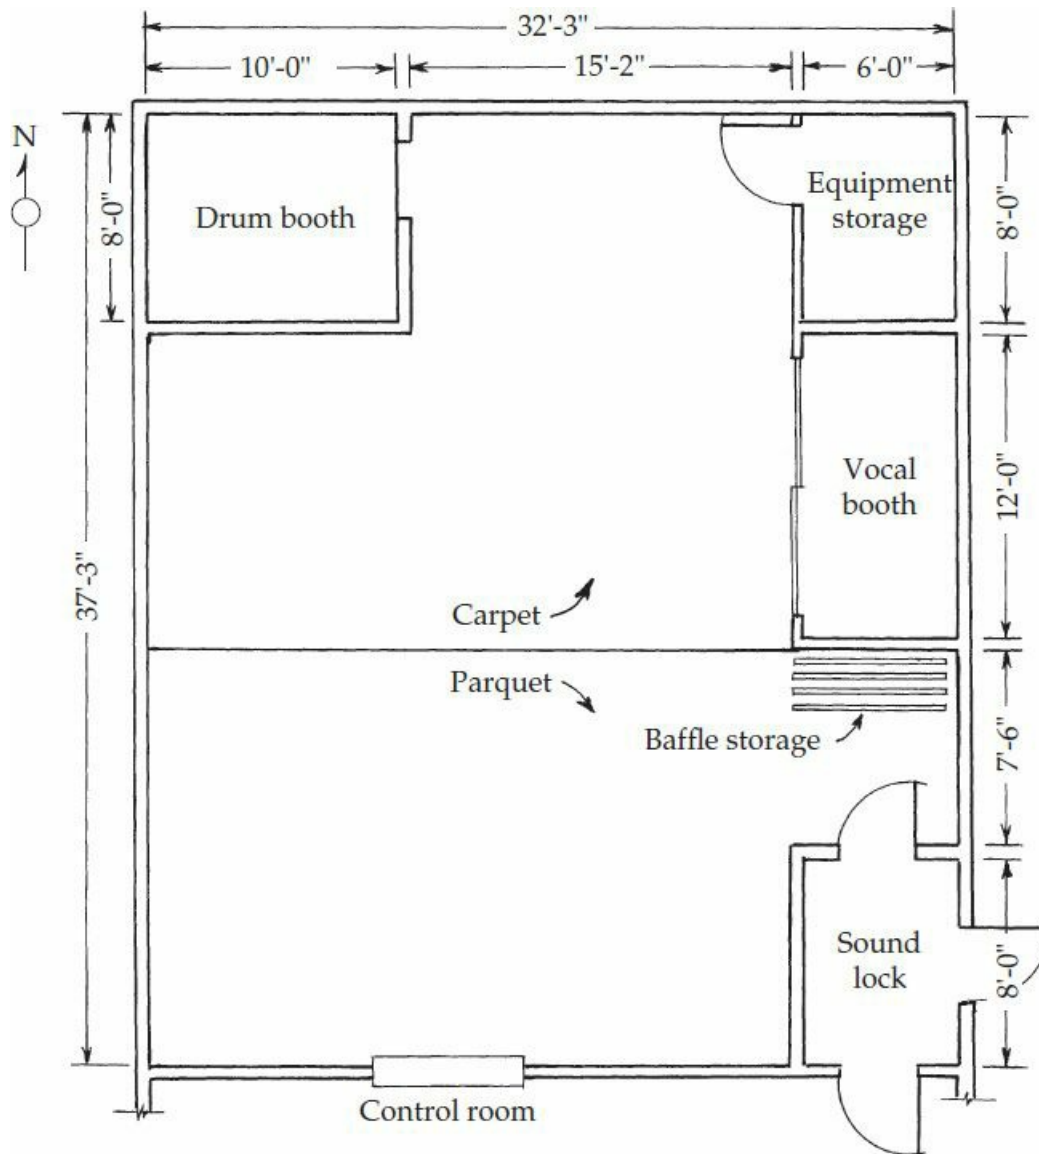 32'-3"
10'-0"
15'-2"
6'-0"
N
8'-0"
Drum booth
Equipment
storage
8'-0"
37'-3"
Vocal
booth
12'-0"
Carpet
Parquet
Baffle storage
7'-6"
Sound
lock
8'-0"
Control room